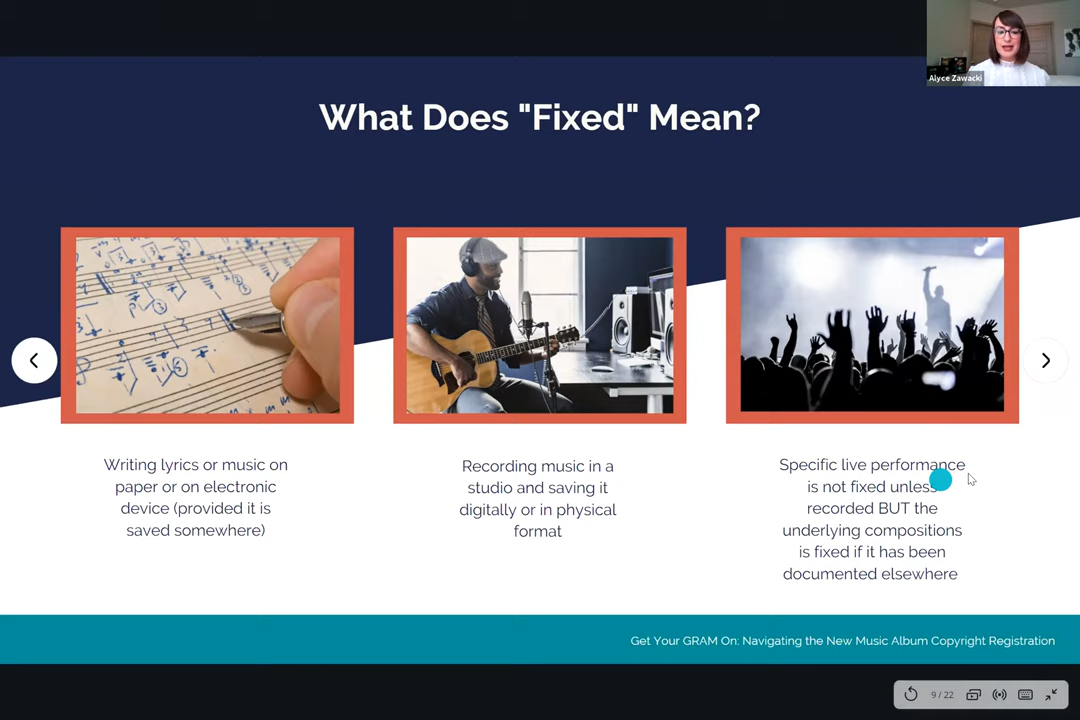 Alyce Zawacki
What Does "Fixed" Mean?
Writing lyrics or music on
paper or on electronic
device (provided it is
saved somewhere)
Recording music in a
studio and saving it
digitally or in physical
format
Specific live performance
is not fixed unless
recorded BUT the
underlying compositions
is fixed if it has been
documented elsewhere
Get Your GRAM On: Navigating the New Music Album Copyright Registration
9 / 22